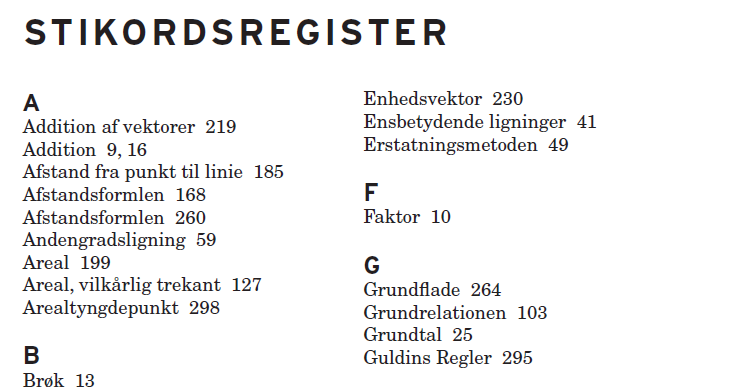 STIKORDSREGISTER
A
Addition af vektorer 219
Addition 9, 16
Afstand fra punkt til linie 185
Afstandsformlen 168
Afstandsformlen 260
Andengradsligning 59
Areal 199
Areal, vilkårlig trekant 127
Arealtyngdepunkt 298
B
Brøk 13
Enhedsvektor 230
Ensbetydende ligninger 41
Erstatningsmetoden 49
F
Faktor 10
G
Grundflade 264
Grundrelationen 103
Grundtal 25
Guldins Regler 295